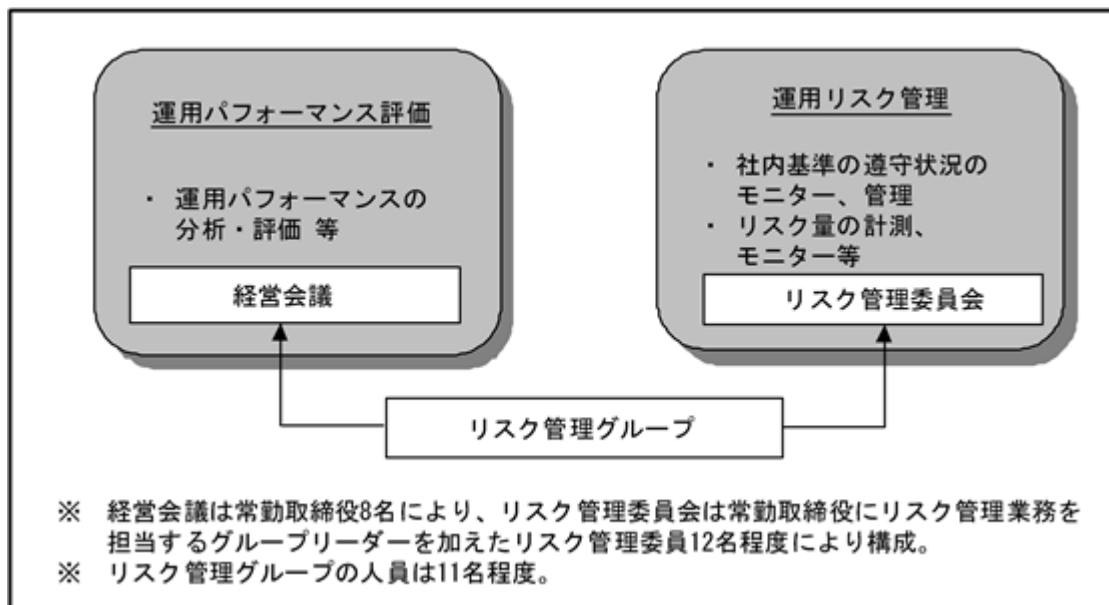 運用パフォーマンス評価
・ 運用パフォーマンスの
分析・評価 等
経営会議
運用リスク管理
・ 社内基準の遵守状況の
モニター、管理
・ リスク量の計測、
モニター等
リスク管理委員会
リスク管理グループ
※ 経営会議は常勤取締役8名により、リスク管理委員会は常勤取締役にリスク管理業務を
担当するグループリーダーを加えたリスク管理委員12名程度により構成。
※ リスク管理グループの人員は11名程度。